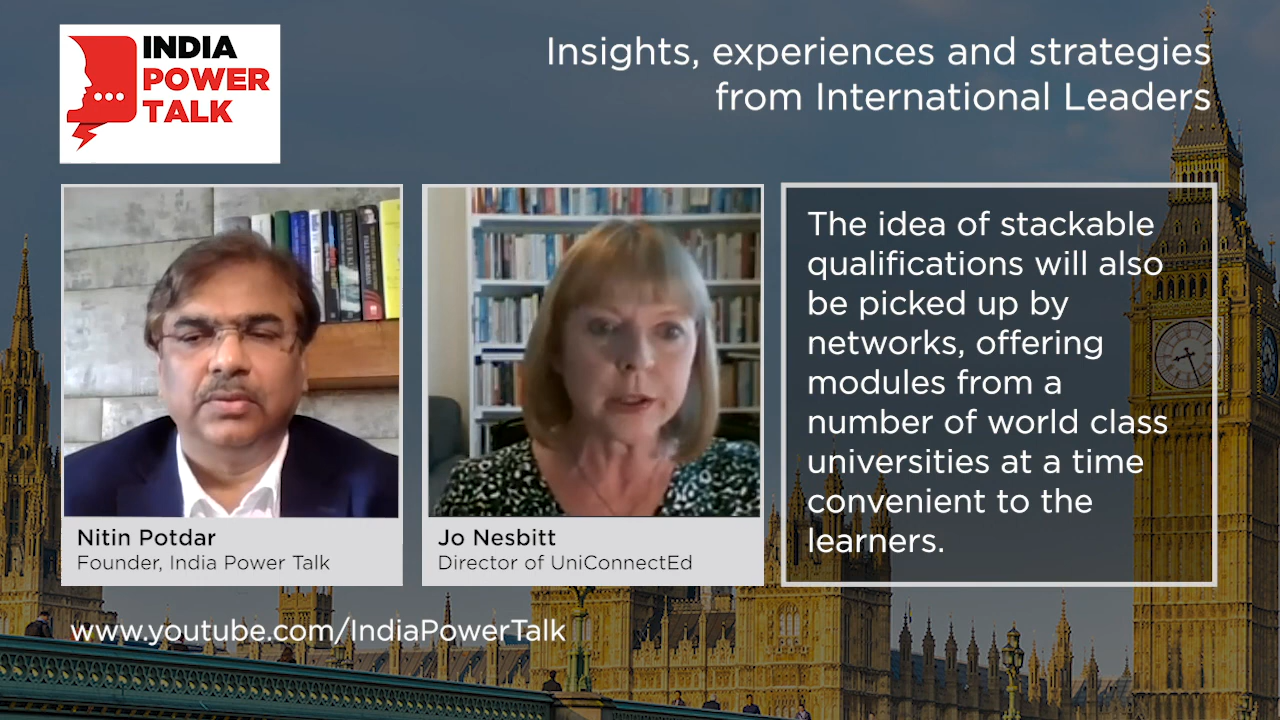 INDIA
POWER
TALK
Insights, experiences and strategies
from International Leaders
The idea of stackable
qualifications will also
be picked up by
networks, offering
modules from a
number of world class
universities at a time
convenient to the
learners.
Nitin Potdar
Founder, India Power Talk
Jo Nesbitt
Director of UniConnectEd
www.youtube.com/IndiaPowerTalk